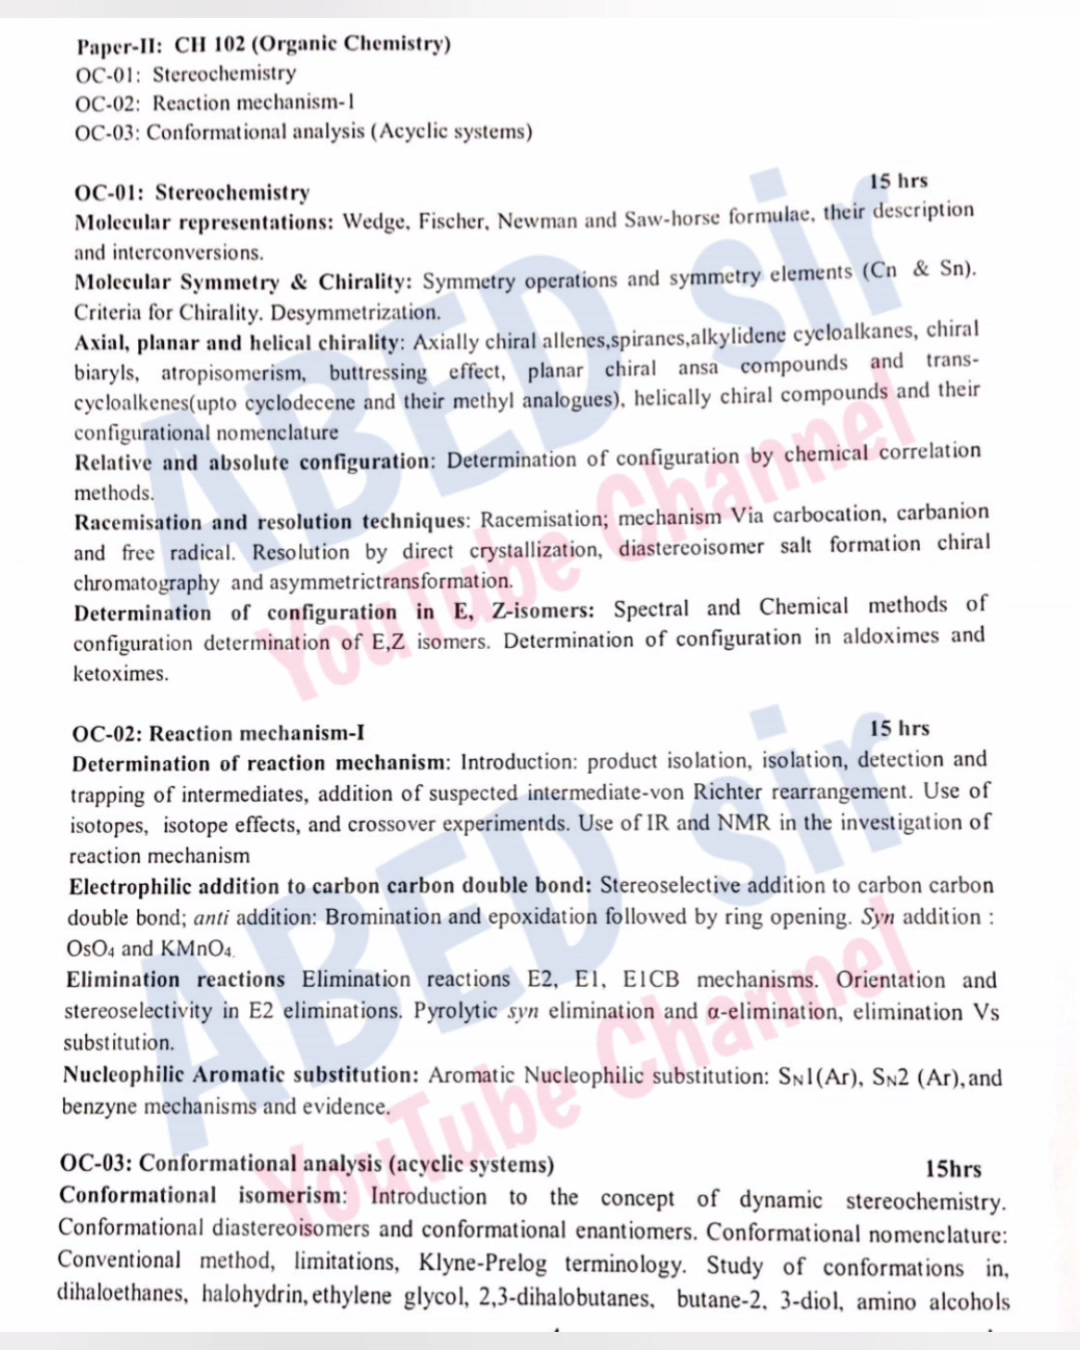 Paper-II: CH 102 (Organic Chemistry)
OC-01: Stereochemistry
OC-02: Reaction mechanism-I
OC-03: Conformational analysis (Acyclic systems)
OC-01: Stereochemistry 15 hrs
Molecular representations: Wedge, Fischer, Newman and Saw-horse formulae, their description
and interconversions.
Molecular Symmetry & Chirality: Symmetry operations and symmetry elements (Cn & Sn).
Criteria for Chirality. Desymmetrization.
Axial, planar and helical chirality: Axially chiral allenes,spiranes,alkylidene cycloalkanes, chiral
biaryls, atropisomerism, buttressing effect, planar chiral ansa compounds and trans-
cycloalkenes(upto cyclodecene and their methyl analogues), helically chiral compounds and their
configurational nomenclature
Relative and absolute configuration: Determination of configuration by chemical correlation
methods.
Racemisation and resolution techniques: Racemisation; mechanism Via carbocation, carbanion
and free radical. Resolution by direct crystallization, diastereoisomer salt formation chiral
chromatography and asymmetrictransformation.
Determination of configuration in E, Z-isomers: Spectral and Chemical methods of
configuration determination of E,Z isomers. Determination of configuration in aldoximes and
ketoximes.
OC-02: Reaction mechanism-I 15 hrs
Determination of reaction mechanism: Introduction: product isolation, isolation, detection and
trapping of intermediates, addition of suspected intermediate-von Richter rearrangement. Use of
isotopes, isotope effects, and crossover experimentds. Use of IR and NMR in the investigation of
reaction mechanism
Electrophilic addition to carbon carbon double bond: Stereoselective addition to carbon carbon
double bond; anti addition: Bromination and epoxidation followed by ring opening. Syn addition :
OsO4 and KMnO4.
Elimination reactions Elimination reactions E2, E1, E1CB mechanisms. Orientation and
stereoselectivity in E2 eliminations. Pyrolytic syn elimination and α-elimination, elimination Vs
substitution.
Nucleophilic Aromatic substitution: Aromatic Nucleophilic substitution: SN1(Ar), SN2 (Ar),and
benzyne mechanisms and evidence.
OC-03: Conformational analysis (acyclic systems) 15hrs
Conformational isomerism: Introduction to the concept of dynamic stereochemistry.
Conformational diastereoisomers and conformational enantiomers. Conformational nomenclature:
Conventional method, limitations, Klyne-Prelog terminology. Study of conformations in,
dihaloethanes, halohydrin, ethylene glycol, 2,3-dihalobutanes, butane-2, 3-diol, amino alcohols
ABED sir
YouTube Channel
ABED sir
YouTube Channel